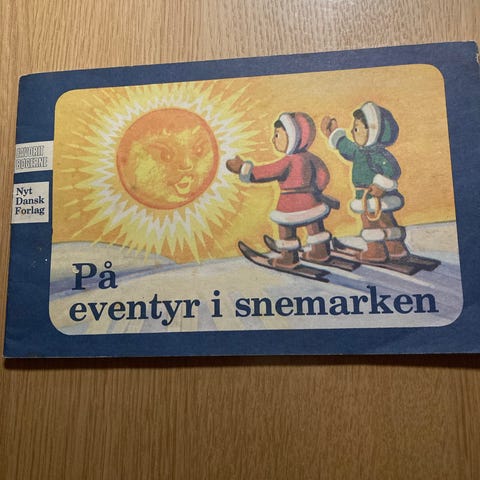 FAVORIT
BØGERNE
Nyt
Dansk
Forlag
På
eventyr i snemarken